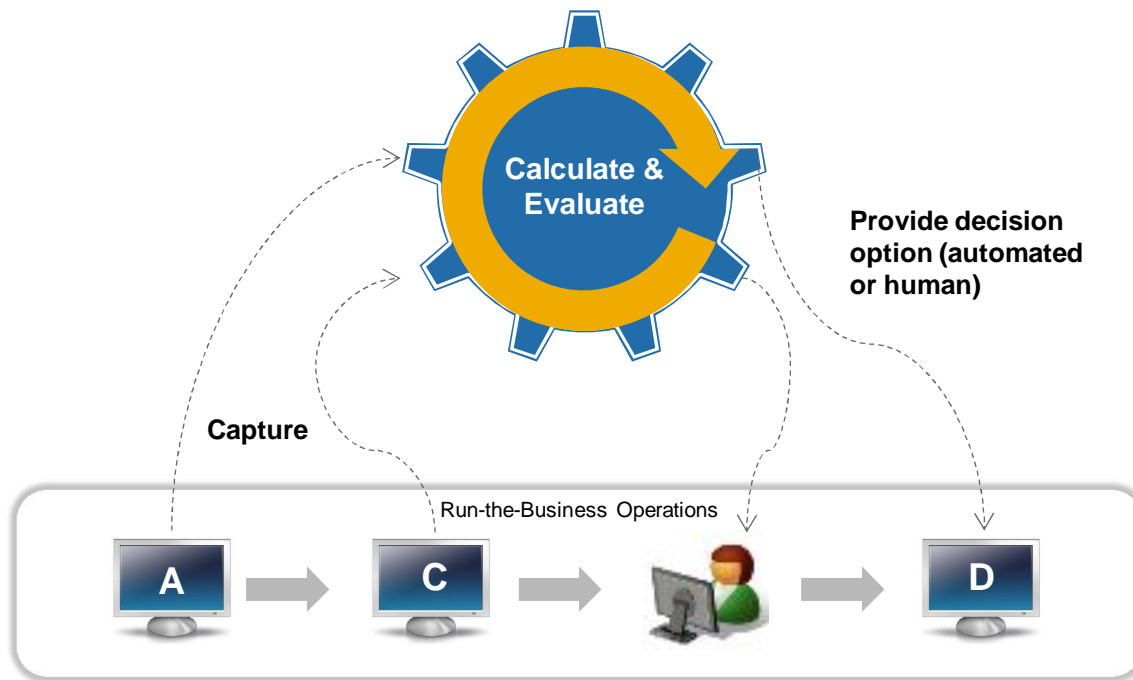 Calculate &
Evaluate
Provide decision
option (automated
or human)
Capture
Run-the-Business Operations
A
C
D